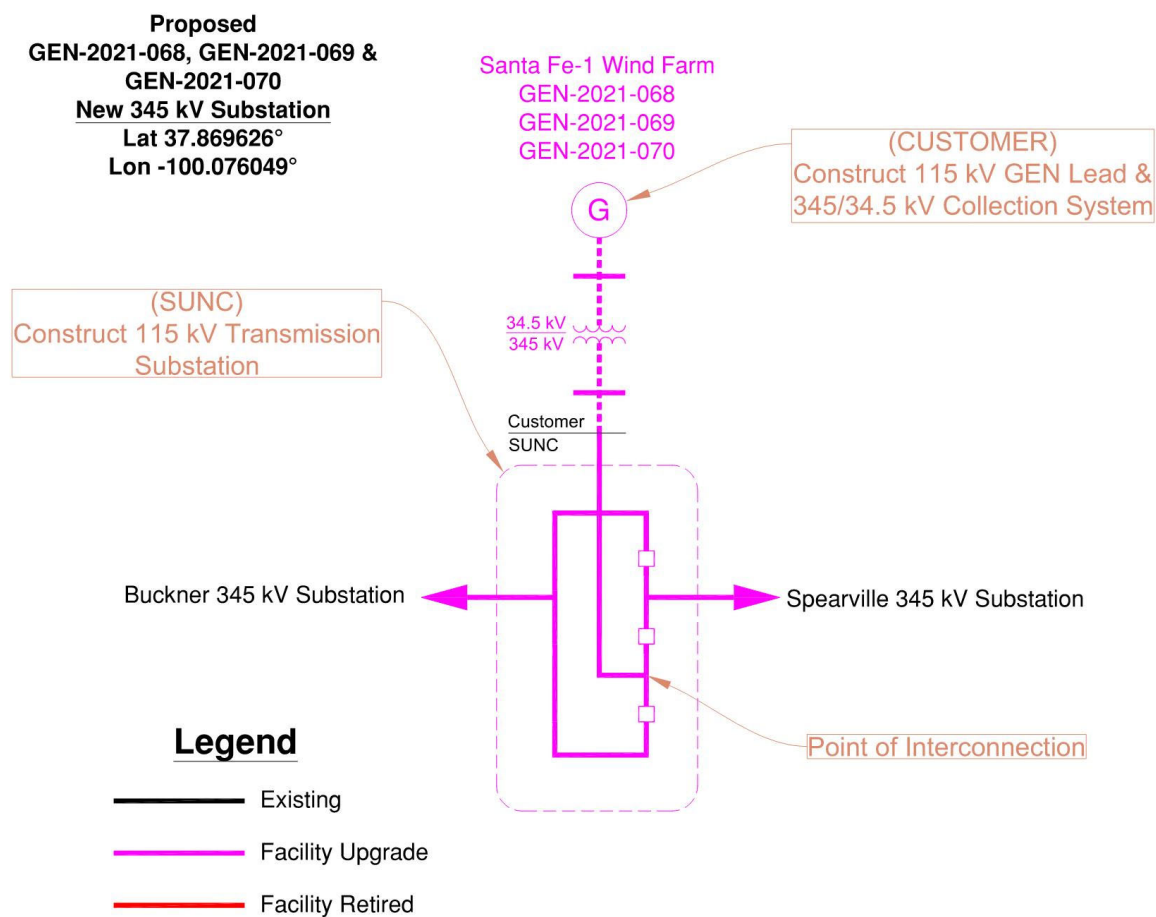 Proposed
GEN-2021-068, GEN-2021-069 &
GEN-2021-070
New 345 kV Substation
Lat 37.869626°
Lon -100.076049°
Santa Fe-1 Wind Farm
GEN-2021-068
GEN-2021-069
GEN-2021-070
(CUSTOMER)
Construct 115 kV GEN Lead &
345/34.5 kV Collection System
G
(SUNC)
Construct 115 kV Transmission
Substation
34.5 kV
345 kV
Customer
SUNC
Buckner 345 kV Substation
Spearville 345 kV Substation
Point of Interconnection
Legend
Existing
Facility Upgrade
Facility Retired